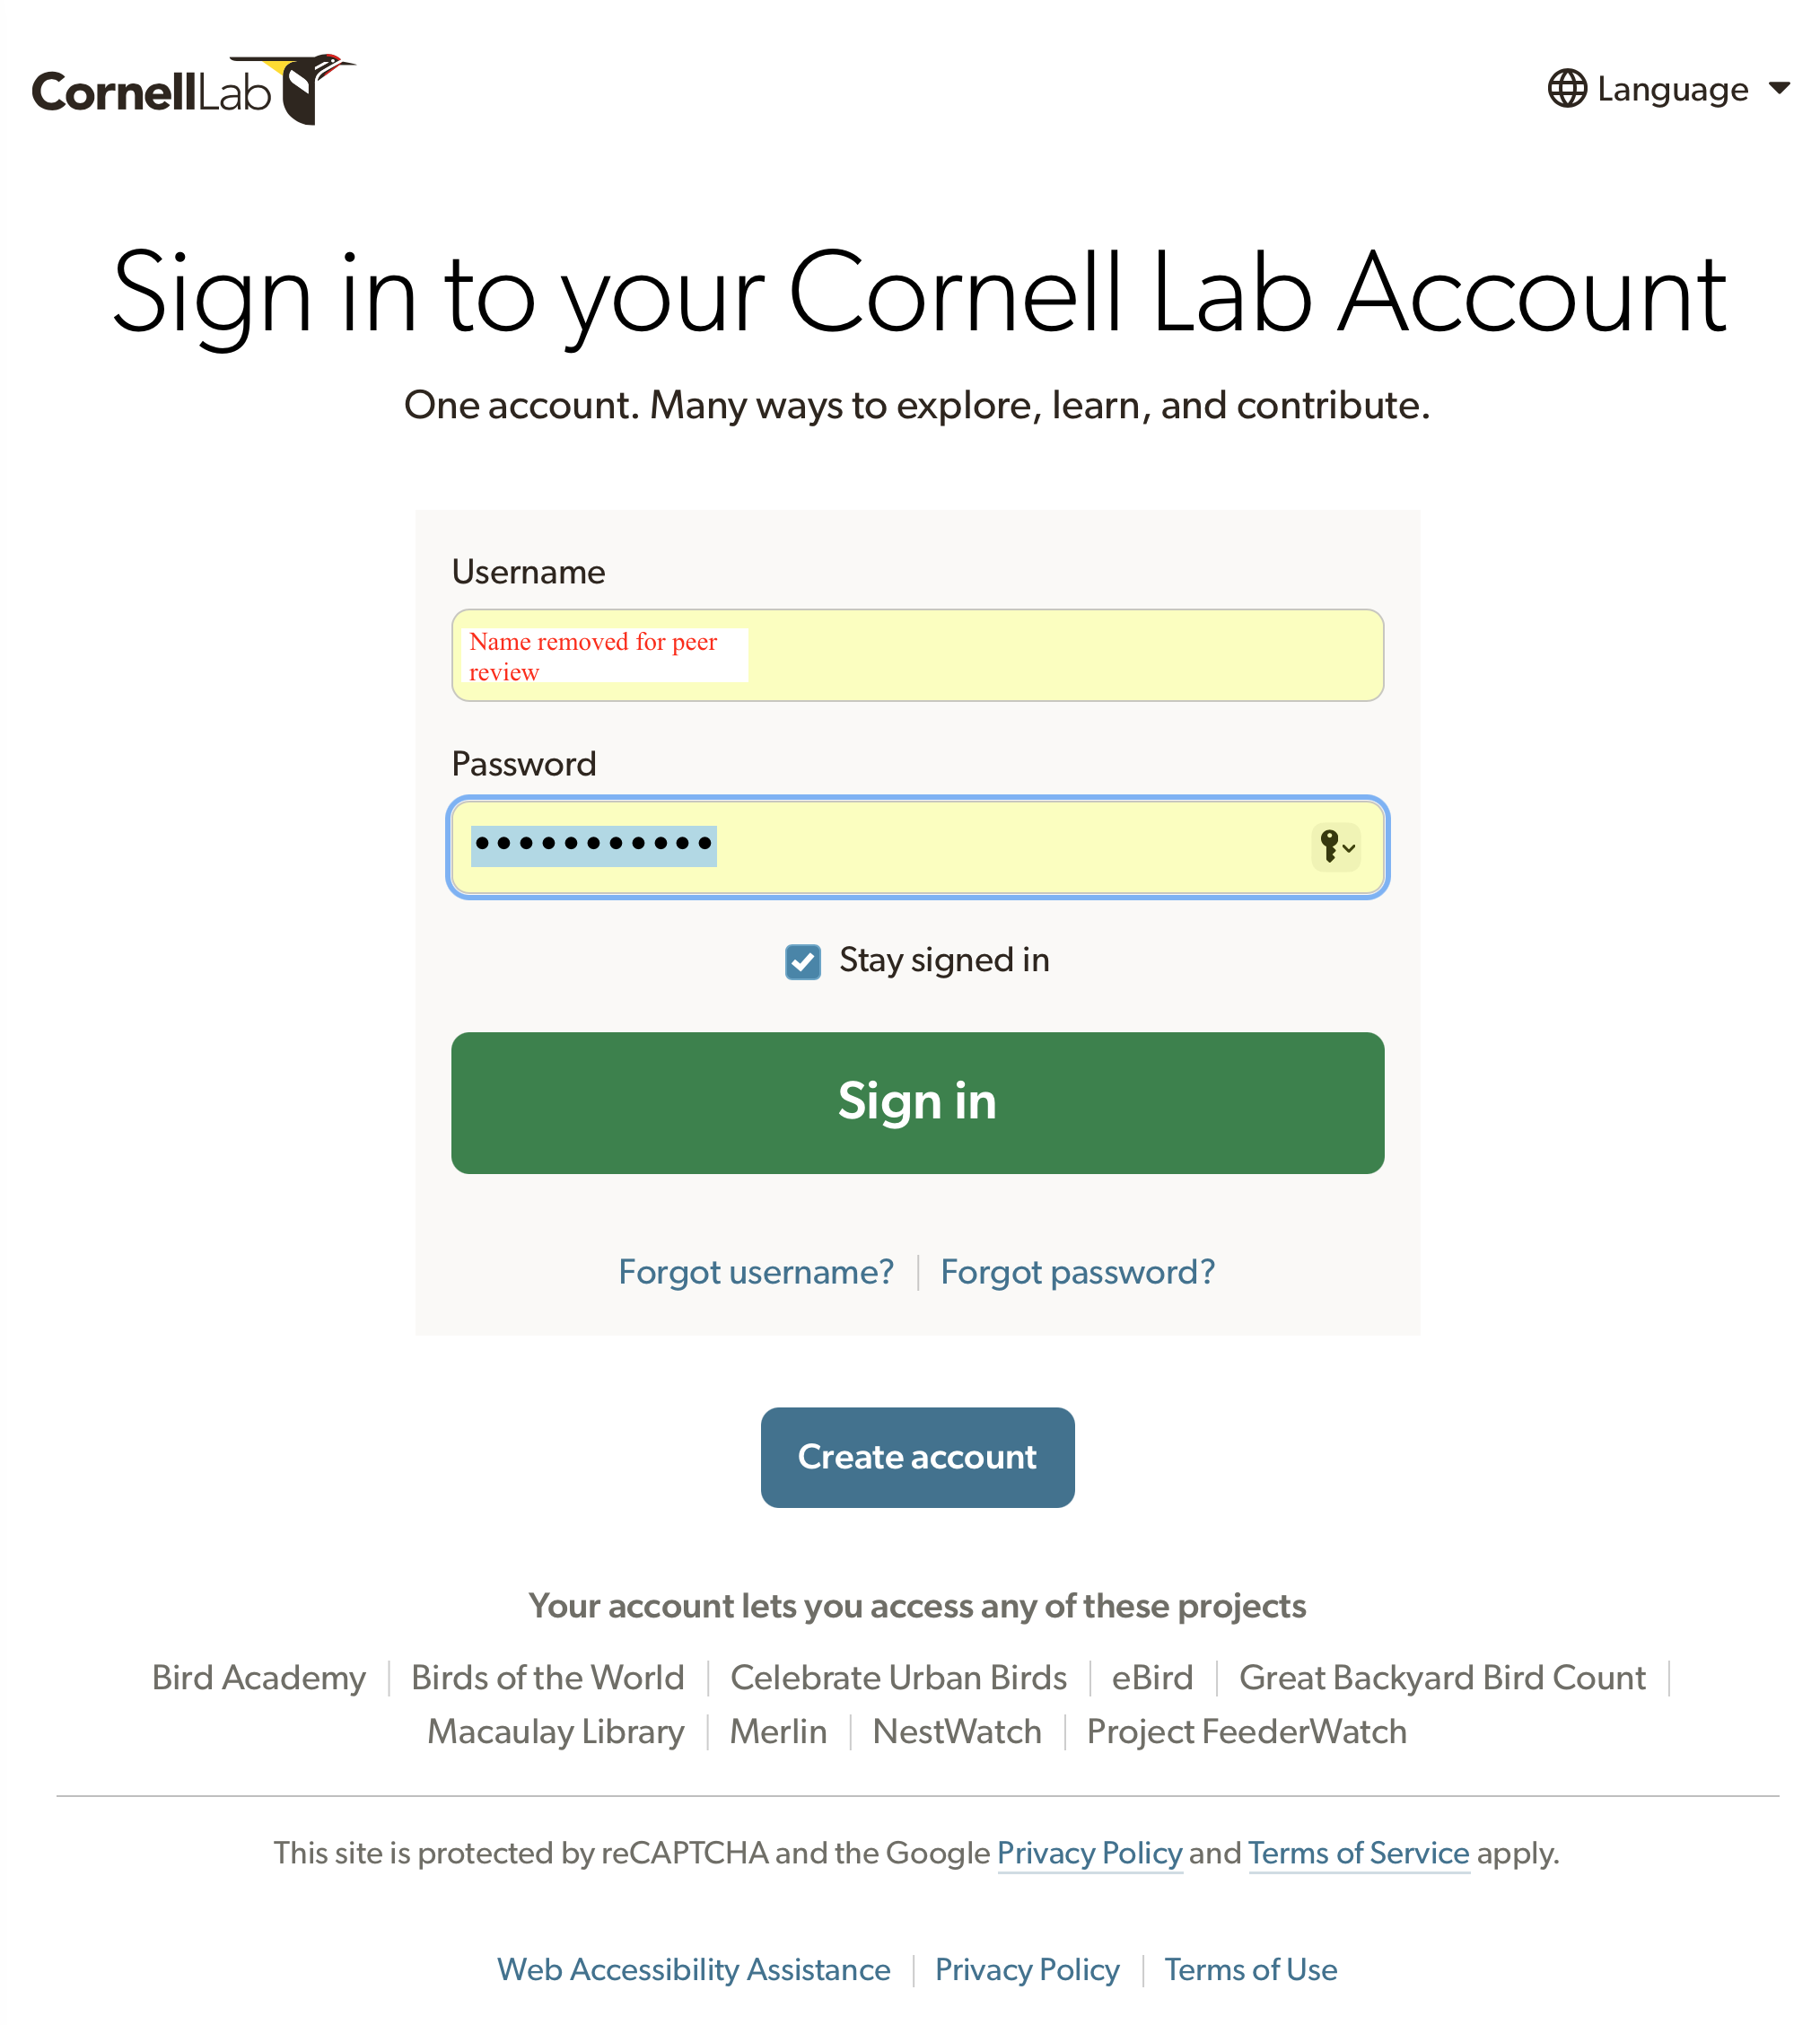 CornellLab
Language
Sign in to your Cornell Lab Account
One account. Many ways to explore, learn, and contribute.
Username
Name removed for peer
review
Password
•••••••••••
Stay signed in
Sign in
Forgot username? | Forgot password?
Create account
Your account lets you access any of these projects
Bird Academy | Birds of the World | Celebrate Urban Birds | eBird | Great Backyard Bird Count |
Macaulay Library | Merlin | NestWatch | Project FeederWatch
This site is protected by reCAPTCHA and the Google Privacy Policy and Terms of Service apply.
Web Accessibility Assistance | Privacy Policy | Terms of Use